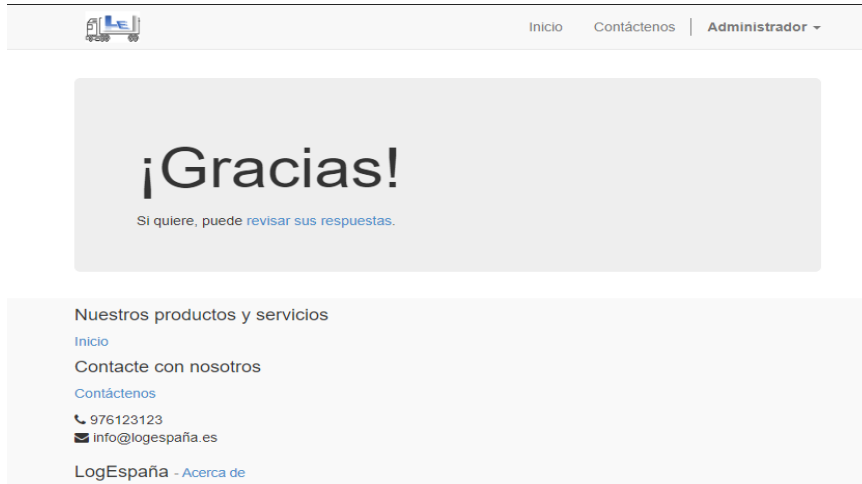 LE
Inicio Contáctenos Administrador
¡Gracias!
Si quiere, puede revisar sus respuestas.
Nuestros productos y servicios
Inicio
Contacte con nosotros
Contáctenos
976123123
info@logespaña.es
LogEspaña - Acerca de